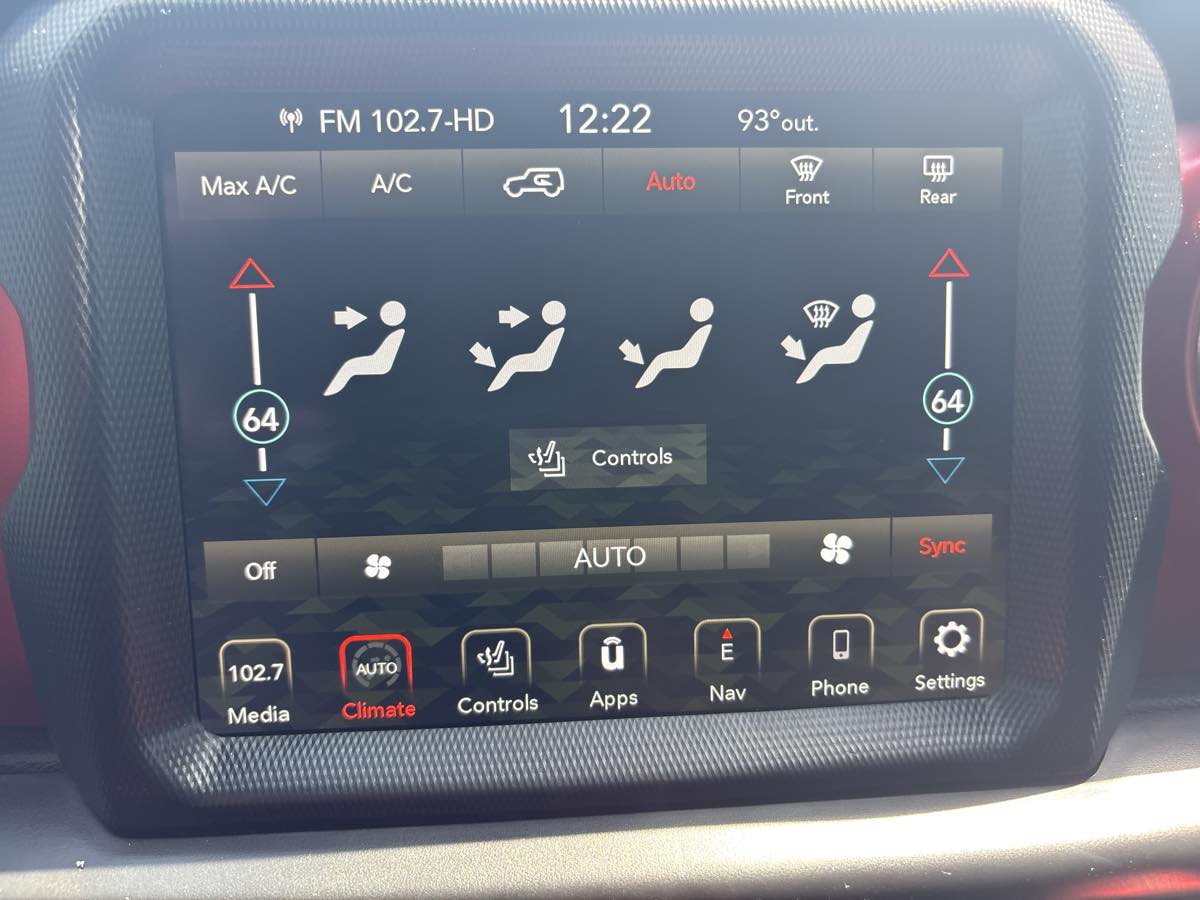 FM 102.7-HD 12:22 93°out.
Max A/C A/C Auto Front Rear
64 64
Controls
Off AUTO Sync
102.7 AUTO u E
Media Climate Controls Apps Nav Phone Settings